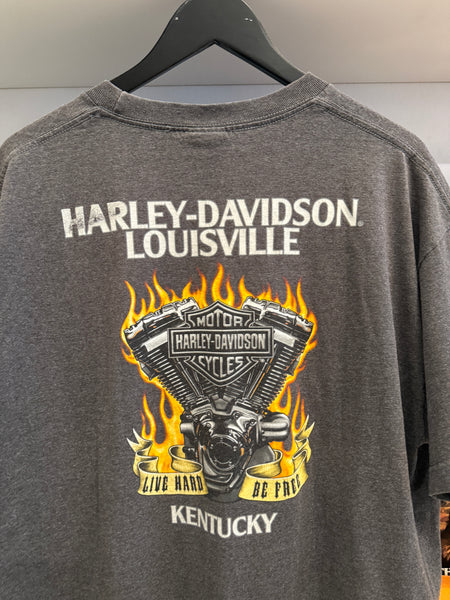 HARLEY-DAVIDSON®
LOUISVILLE
MOTOR
HARLEY-DAVIDSON
CYCLES
LIVE HARD
BE FREE
KENTUCKY